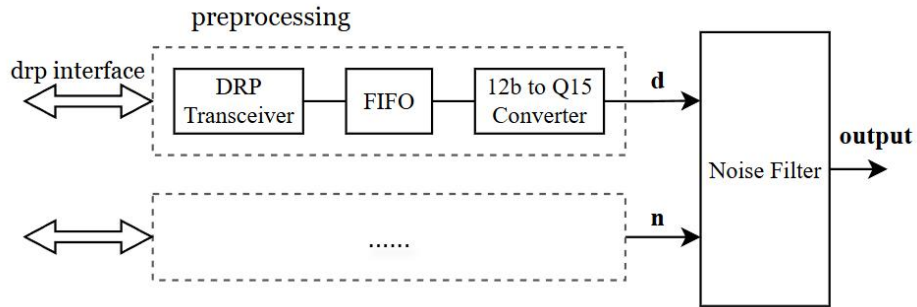 preprocessing
drp interface
DRP
Transceiver
FIFO
12b to Q15
Converter
d
Noise Filter
output
n
......